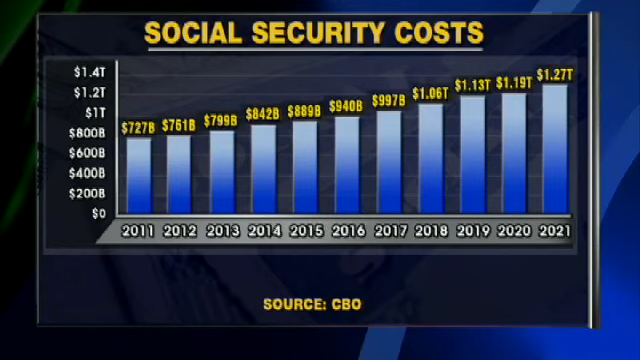 SOCIAL SECURITY COSTS
$1.4T
$1.2T
$1T
$800B
$600B
$400B
$200B
$0
$727B $761B $799B $842B $889B $940B $997B $1.06T $1.13T $1.19T $1.27T
2011 2012 2013 2014 2015 2016 2017 2018 2019 2020 2021
SOURCE: CBO